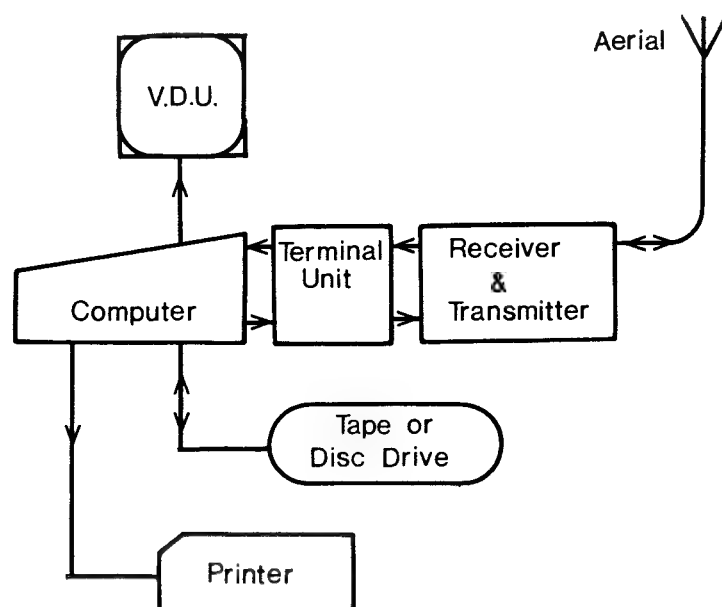 Aerial
V.D.U.
Terminal
Unit
Receiver
&
Transmitter
Computer
Tape or
Disc Drive
Printer